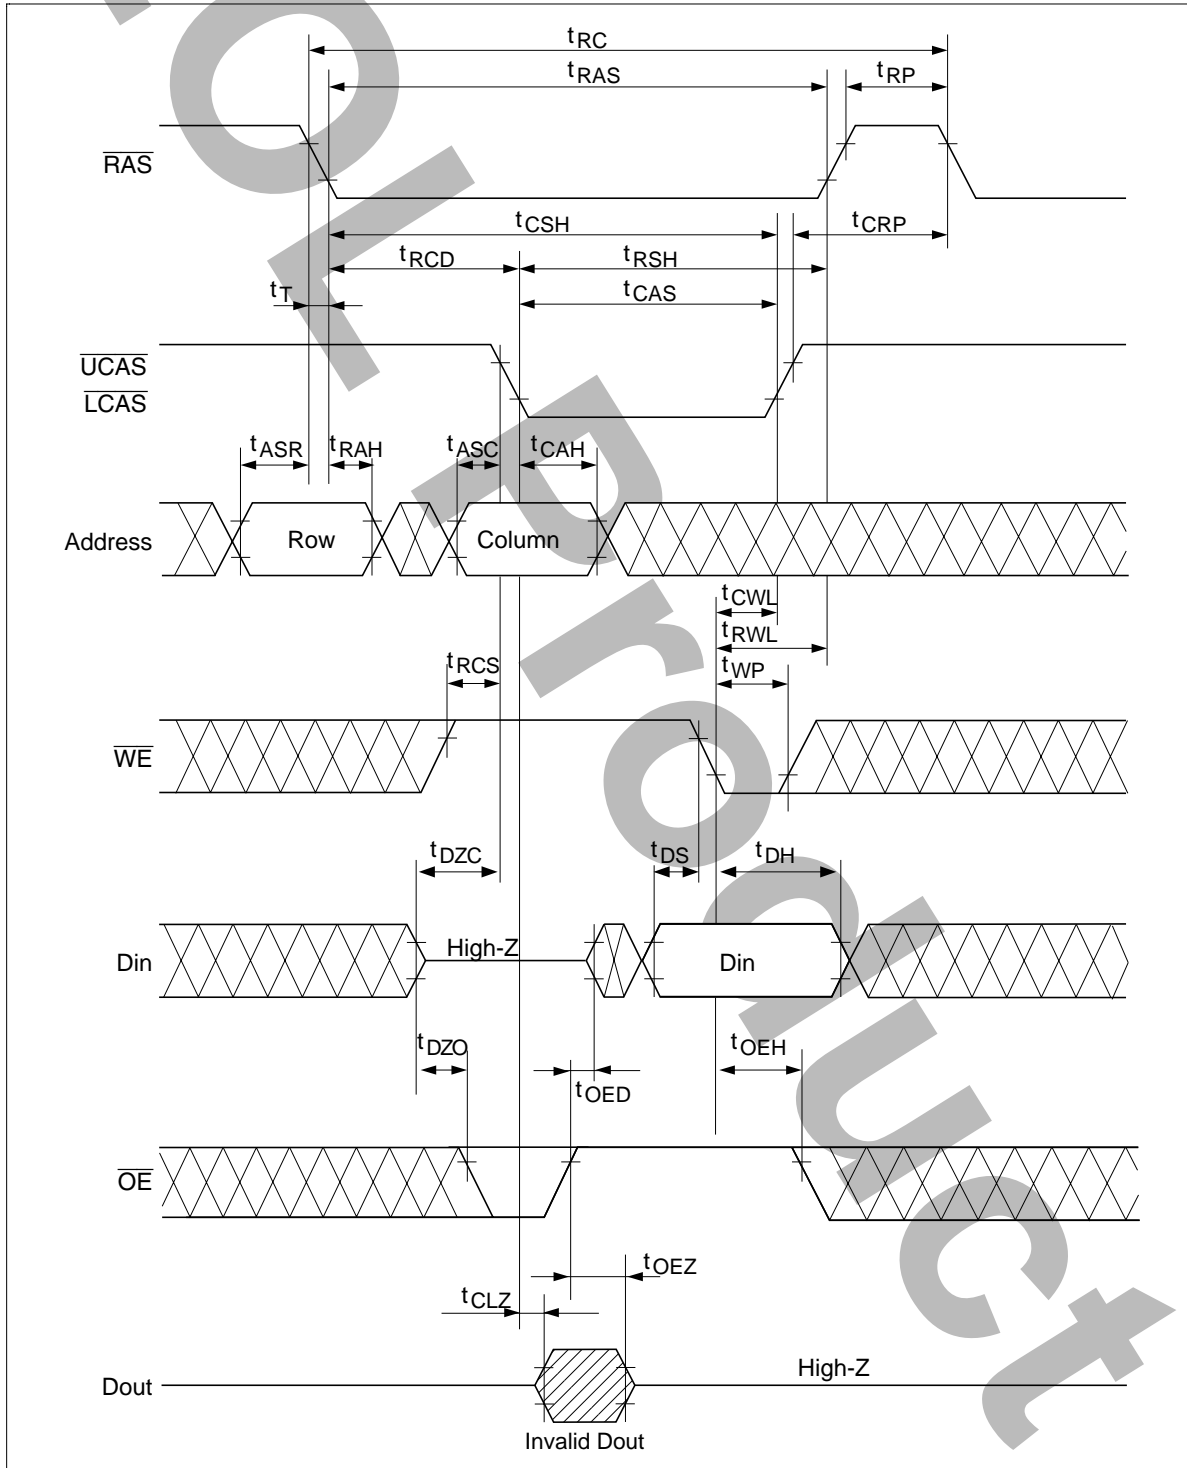 tRC
tRAS
tRP
RAS
tCSH
tCRP
tRCD
tRSH
tT
tCAS
UCAS
LCAS
tASR
tRAH
tASC
tCAH
Address
Row
Column
tCWL
tRWL
tRCS
tWP
WE
tDZC
tDS
tDH
Din
High-Z
Din
tDZO
tOED
tOEH
OE
tOEZ
tCLZ
Dout
High-Z
Invalid Dout
OL Product